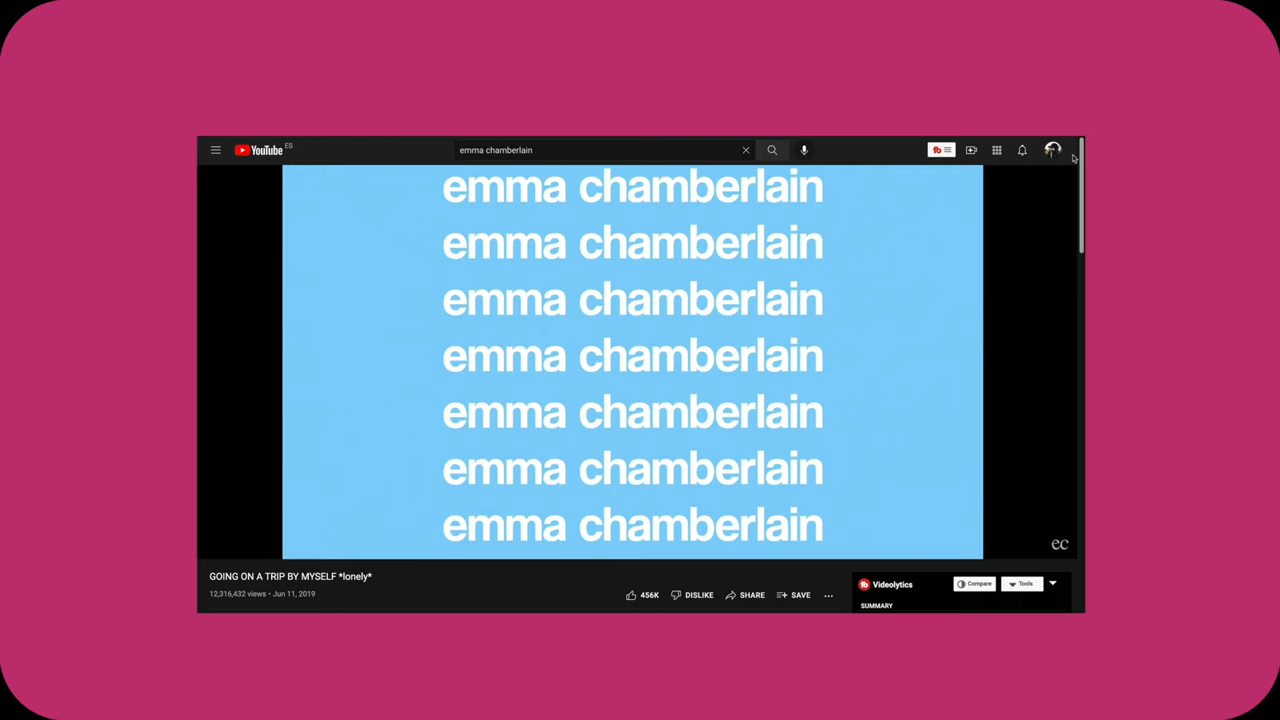 YouTube ES
emma chamberlain
emma chamberlain
emma chamberlain
emma chamberlain
emma chamberlain
emma chamberlain
emma chamberlain
emma chamberlain
ec
GOING ON A TRIP BY MYSELF *lonely*
12,316,432 views • Jun 11, 2019
456K DISLIKE SHARE SAVE ...
tb Videolytics Compare Tools
SUMMARY